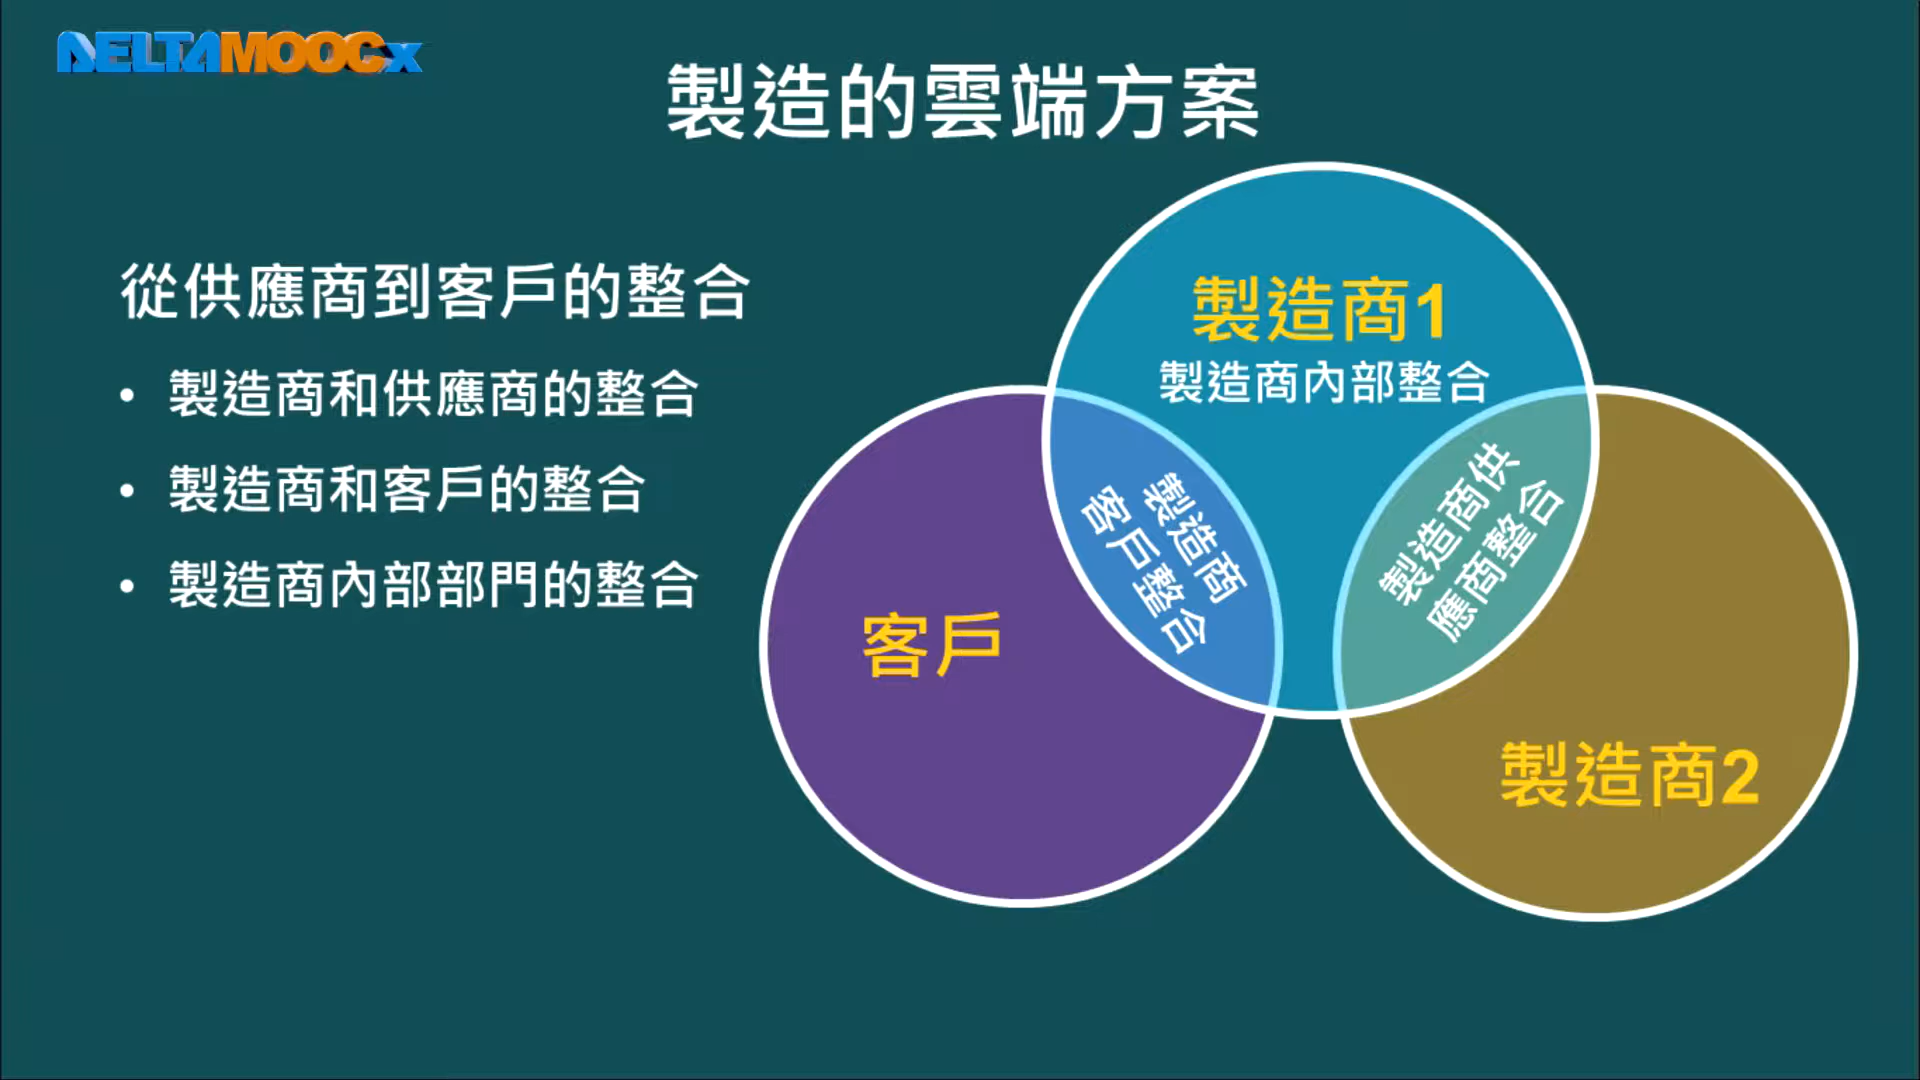 DELTAMOOCx
製造的雲端方案
從供應商到客戶的整合
• 製造商和供應商的整合
• 製造商和客戶的整合
• 製造商內部部門的整合
製造商1
製造商內部整合
製造商
客戶整合
製造商供
應商整合
客戶
製造商2